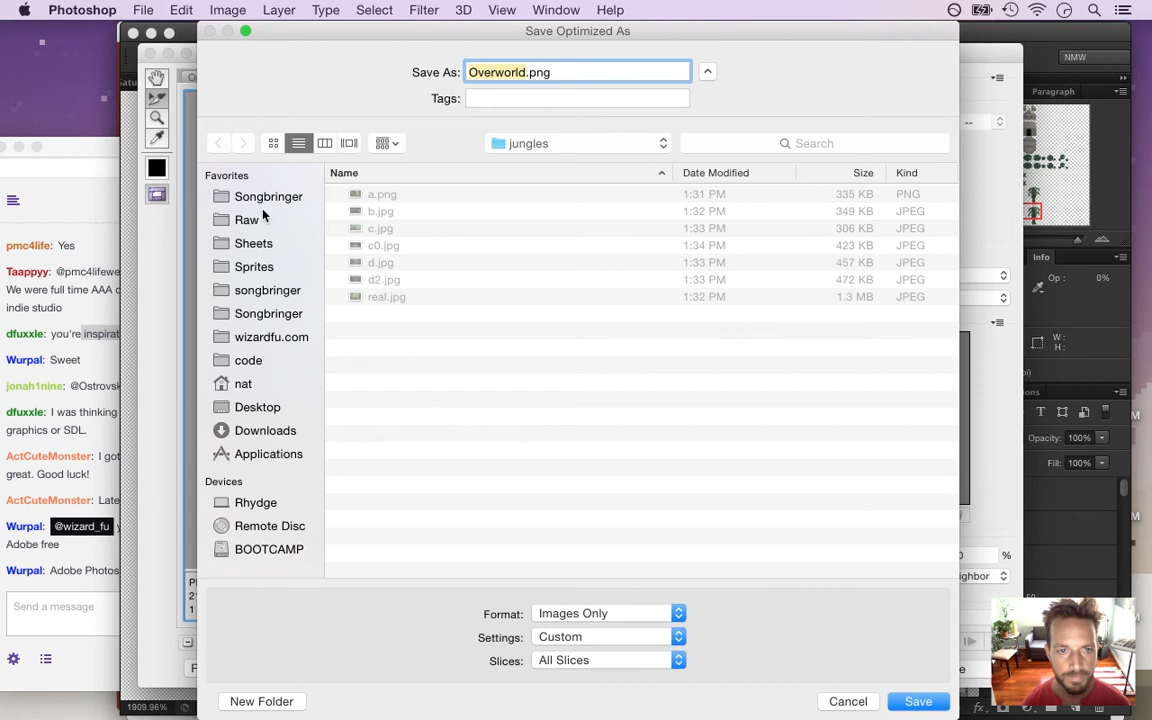 Photoshop File Edit Image Layer Type Select Filter 3D View Window Help
Save Optimized As
Save As: Overworld.png
Tags:
NMW
jungles
Search
Paragraph
Favorites
Songbringer
Raw
Sheets
Sprites
songbringer
Songbringer
wizardfu.com
code
nat
Desktop
Downloads
Applications
Devices
Rhydge
Remote Disc
BOOTCAMP
Name Date Modified Size Kind
a.png 1:31 PM 335 KB PNG
b.jpg 1:32 PM 349 KB JPEG
c.jpg 1:33 PM 306 KB JPEG
c0.jpg 1:34 PM 423 KB JPEG
d.jpg 1:33 PM 457 KB JPEG
d2.jpg 1:33 PM 472 KB JPEG
real.jpg 1:32 PM 1.3 MB JPEG
Format: Images Only
Settings: Custom
Slices: All Slices
New Folder Cancel Save
pmc4life: Yes
Taappyy: @pmc4lifewe
We were full time AAA
indie studio
dfuxxle: you're inspirat
Wurpal: Sweet
jonah1nine: @Ostrovsk
dfuxxle: I was thinking
graphics or SDL.
ActCuteMonster: I got
great. Good luck!
ActCuteMonster: Late
Wurpal: @wizard_fu
Adobe free
Wurpal: Adobe Photos
Send a message
Info
Op: 0%
W:
H:
Opacity: 100%
Fill: 100%
%
1909.96%